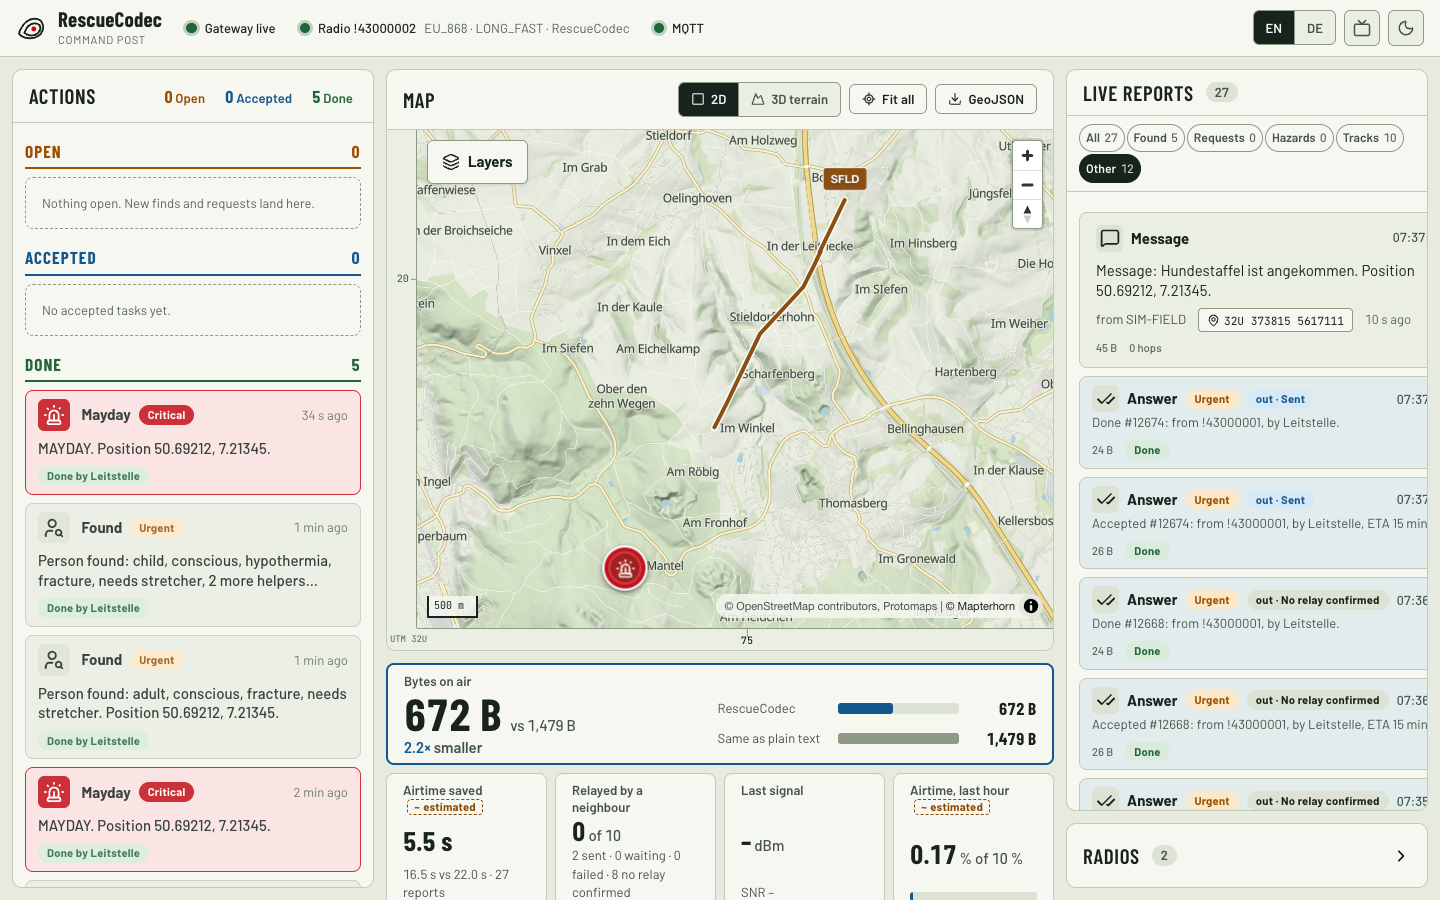 RescueCodec
COMMAND POST
Gateway live
Radio !43000002 EU_868 · LONG_FAST · RescueCodec
MQTT
EN
DE
ACTIONS
0 Open
0 Accepted
5 Done
OPEN 0
Nothing open. New finds and requests land here.
ACCEPTED 0
No accepted tasks yet.
DONE 5
Mayday Critical 34 s ago
MAYDAY. Position 50.69212, 7.21345.
Done by Leitstelle
Found Urgent 1 min ago
Person found: child, conscious, hypothermia,
fracture, needs stretcher, 2 more helpers...
Done by Leitstelle
Found Urgent 1 min ago
Person found: adult, conscious, fracture, needs
stretcher. Position 50.69212, 7.21345.
Done by Leitstelle
Mayday Critical 2 min ago
MAYDAY. Position 50.69212, 7.21345.
Done by Leitstelle
MAP
2D
3D terrain
Fit all
GeoJSON
Layers
Stieldorf
Am Holzweg
Im Grab
SFLD
affenwiese
Oelinghoven
Jüngsfel
n der Broichseiche
In dem Eich
Vinxel
In der Lei
ecke
Im Hinsberg
Die Ho
20
Im Slefen
ein
In der Kaule
Stieldorferhohn
Im Weiher
Im Siefen
Am Eichelkamp
Scharfenberg
Hartenberg
Ober den
zehn Wegen
Im Winkel
Bellinghausen
Am Röbig
In der Klause
n Ingel
Thomasberg
Am Fronhof
Kellersbos
perbaum
Im Gronewald
Mantel
500 m
© OpenStreetMap contributors, Protomaps | © Mapterhorn
UTM 32U
75
Bytes on air
672 B vs 1,479 B
2.2× smaller
RescueCodec 672 B
Same as plain text 1,479 B
Airtime saved
~ estimated
5.5 s
16.5 s vs 22.0 s · 27
reports
Relayed by a
neighbour
0 of 10
2 sent · 0 waiting · 0
failed · 8 no relay
confirmed
Last signal
– dBm
SNR –
Airtime, last hour
~ estimated
0.17 % of 10 %
LIVE REPORTS 27
All 27
Found 5
Requests 0
Hazards 0
Tracks 10
Other 12
Message 07:37
Message: Hundestaffel ist angekommen. Position
50.69212, 7.21345.
from SIM-FIELD 32U 373815 5617111 10 s ago
45 B 0 hops
Answer Urgent out · Sent 07:37
Done #12674: from !43000001, by Leitstelle.
24 B Done
Answer Urgent out · Sent 07:37
Accepted #12674: from !43000001, by Leitstelle, ETA 15 min
26 B Done
Answer Urgent out · No relay confirmed 07:36
Done #12668: from !43000001, by Leitstelle.
24 B Done
Answer Urgent out · No relay confirmed 07:36
Accepted #12668: from !43000001, by Leitstelle, ETA 15 min
26 B Done
Answer Urgent out · No relay confirmed 07:35
RADIOS 2